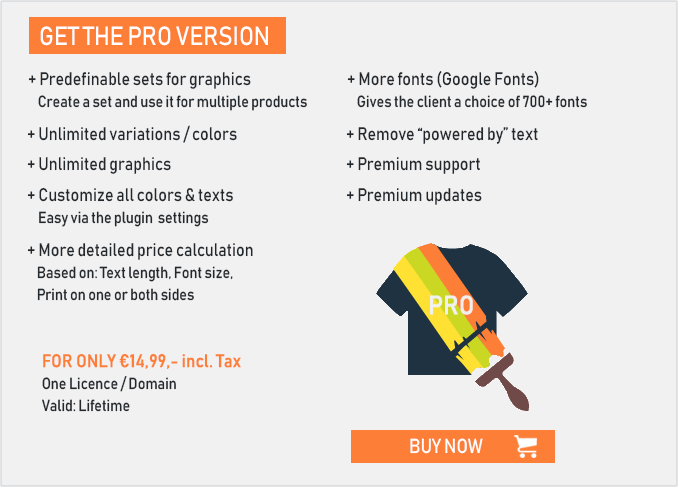 GET THE PRO VERSION
+ Predefinable sets for graphics
Create a set and use it for multiple products
+ Unlimited variations / colors
+ Unlimited graphics
+ Customize all colors & texts
Easy via the plugin settings
+ More detailed price calculation
Based on: Text length, Font size,
Print on one or both sides
FOR ONLY €14,99,- incl. Tax
One Licence / Domain
Valid: Lifetime
+ More fonts (Google Fonts)
Gives the client a choice of 700+ fonts
+ Remove “powered by” text
+ Premium support
+ Premium updates
PRO
BUY NOW